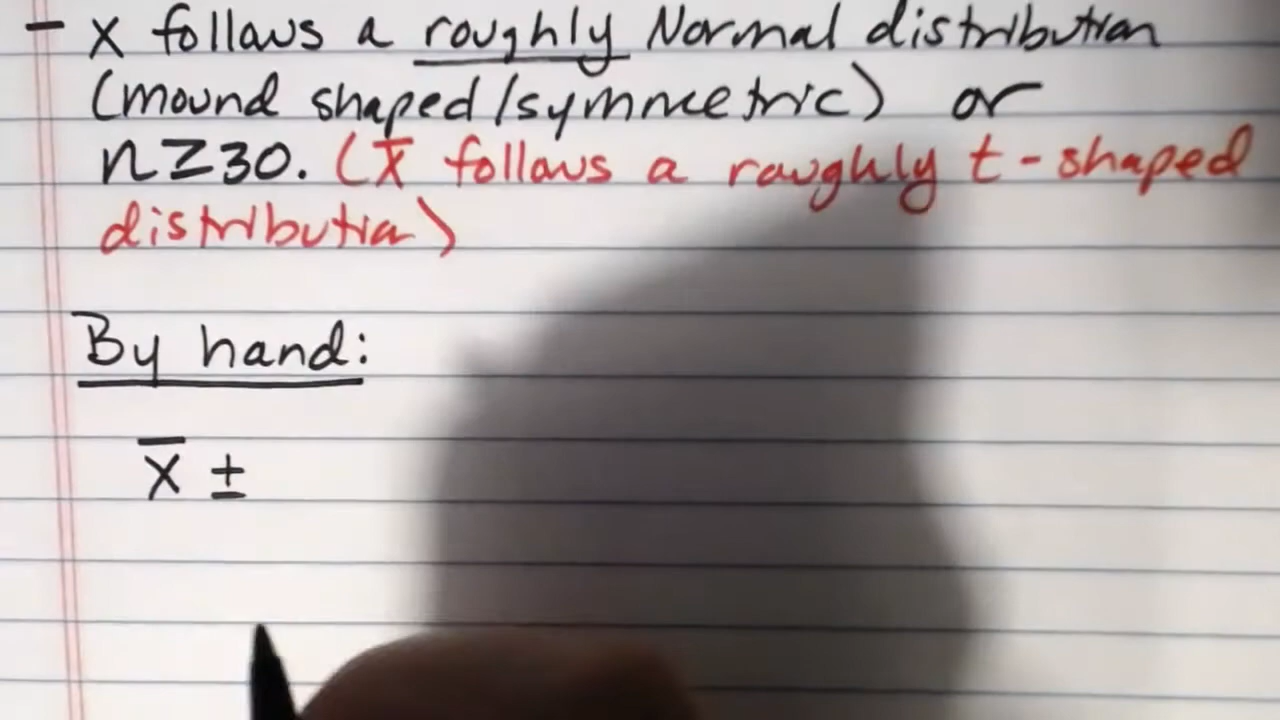 - x follows a roughly Normal distribution
(mound shaped/symmetric) or
n≥30. (x̄ follows a roughly t-shaped
distribution)
By hand:
x̄ ±